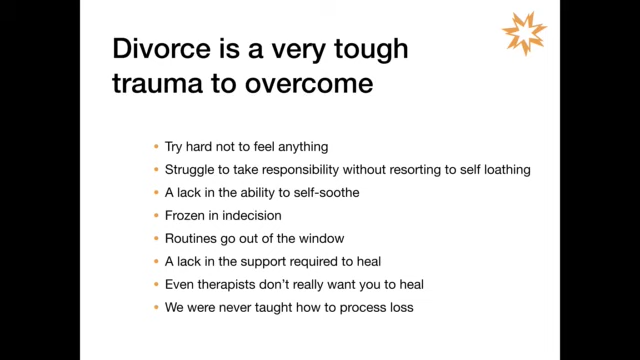 Divorce is a very tough
trauma to overcome
Try hard not to feel anything
Struggle to take responsibility without resorting to self loathing
A lack in the ability to self-soothe
Frozen in indecision
Routines go out of the window
A lack in the support required to heal
Even therapists don't really want you to heal
We were never taught how to process loss